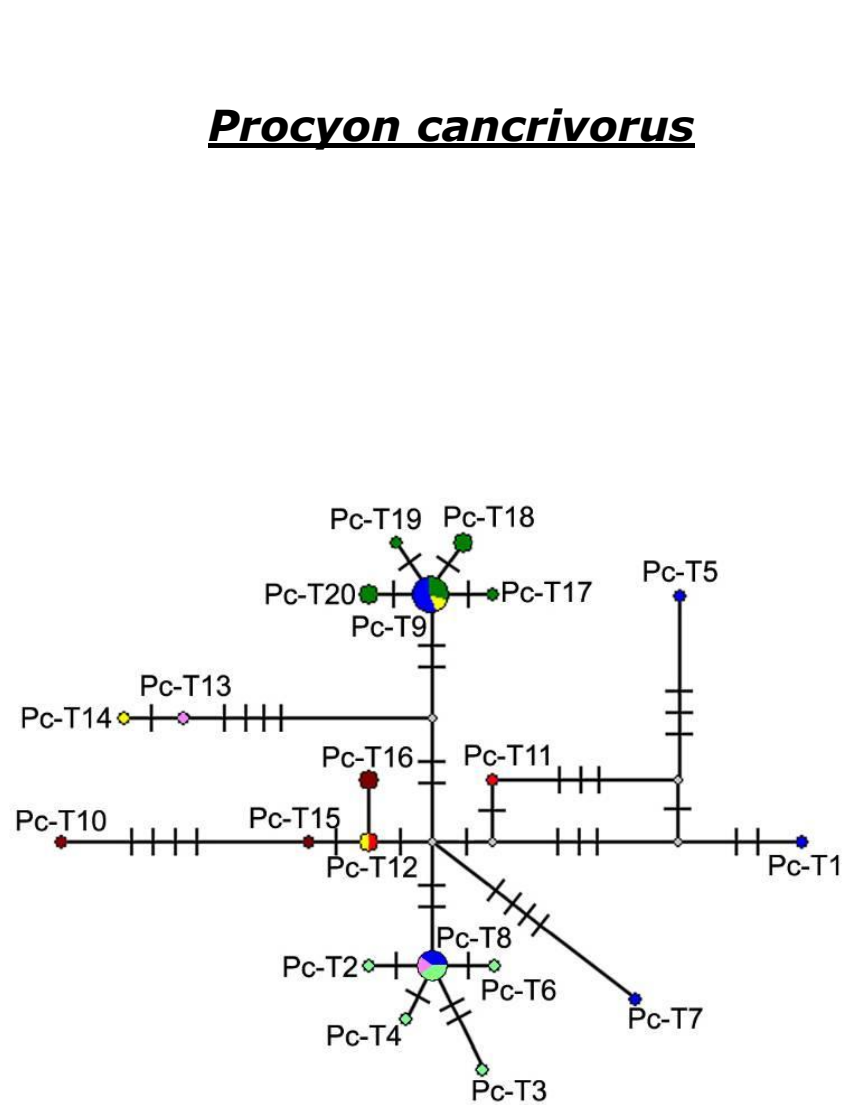 Procyon cancrivorus
Pc-T19 Pc-T18
Pc-T5
Pc-T20 Pc-T17
Pc-T9
Pc-T13
Pc-T14
Pc-T16 Pc-T11
Pc-T10 Pc-T15
Pc-T12 Pc-T1
Pc-T8
Pc-T2
Pc-T6
Pc-T7
Pc-T4
Pc-T3